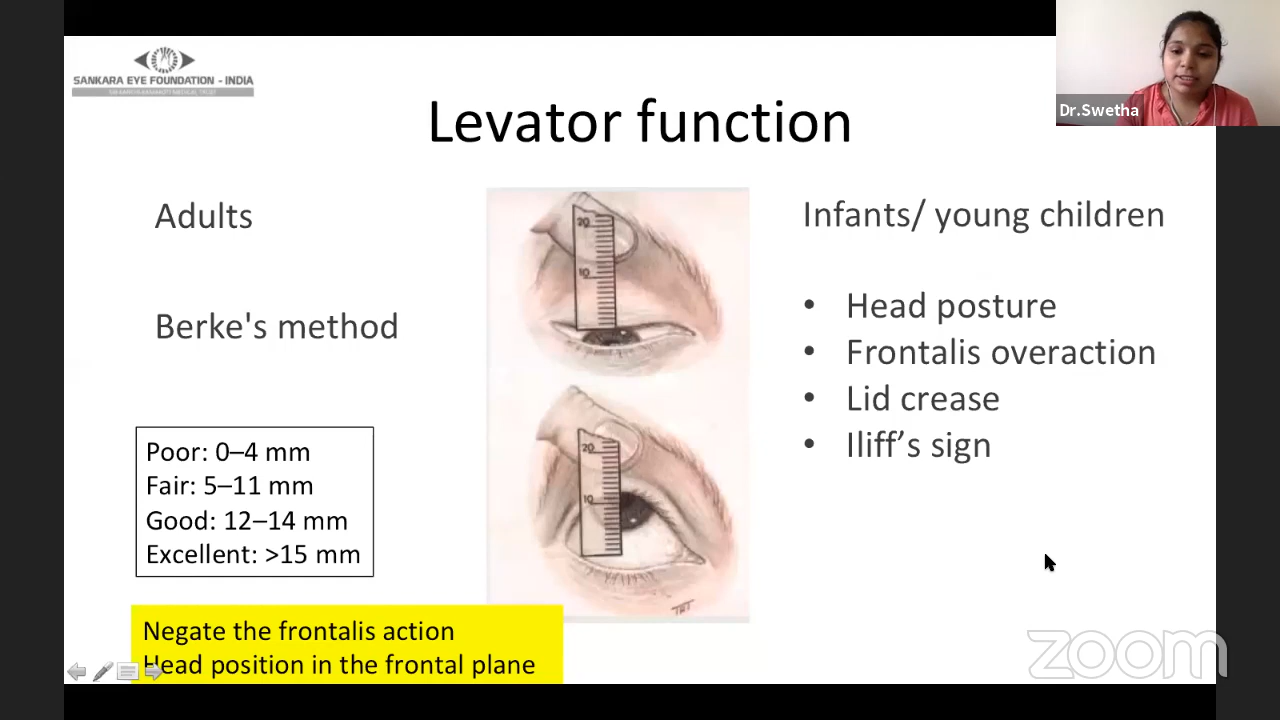 SANKARA EYE FOUNDATION - INDIA
Dr.Swetha
Levator function
Adults
Berke's method
Poor: 0–4 mm
Fair: 5–11 mm
Good: 12–14 mm
Excellent: >15 mm
Negate the frontalis action
Head position in the frontal plane
20
10
20
10
Infants/ young children
• Head posture
• Frontalis overaction
• Lid crease
• Iliff’s sign
zoom